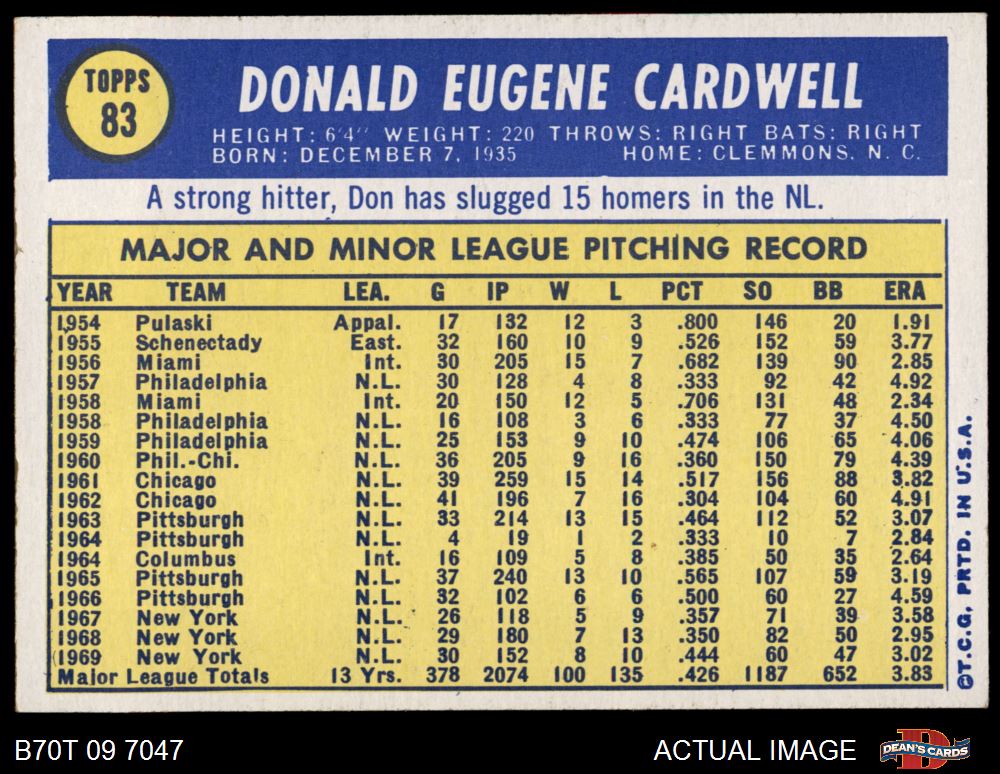 TOPPS
83
DONALD EUGENE CARDWELL
HEIGHT: 6'4" WEIGHT: 220 THROWS: RIGHT BATS: RIGHT
BORN: DECEMBER 7, 1935 HOME: CLEMMONS, N. C.
A strong hitter, Don has slugged 15 homers in the NL.
MAJOR AND MINOR LEAGUE PITCHING RECORD
YEAR TEAM LEA. G IP W L PCT SO BB ERA
1954 Pulaski Appal. 17 132 12 3 .800 146 20 1.91
1955 Schenectady East. 32 160 10 9 .526 152 59 3.77
1956 Miami Int. 30 205 15 7 .682 139 90 2.85
1957 Philadelphia N.L. 30 128 4 8 .333 92 42 4.92
1958 Miami Int. 20 150 12 5 .706 131 48 2.34
1958 Philadelphia N.L. 16 108 3 6 .333 77 37 4.50
1959 Philadelphia N.L. 25 153 9 10 .474 106 65 4.06
1960 Phil.-Chi. N.L. 36 205 9 16 .360 150 79 4.39
1961 Chicago N.L. 39 259 15 14 .517 156 88 3.82
1962 Chicago N.L. 41 196 7 16 .304 104 60 4.91
1963 Pittsburgh N.L. 33 214 13 15 .464 112 52 3.07
1964 Pittsburgh N.L. 4 19 1 2 .333 10 7 2.84
1964 Columbus Int. 16 109 5 8 .385 50 35 2.64
1965 Pittsburgh N.L. 37 240 13 10 .565 107 59 3.19
1966 Pittsburgh N.L. 32 102 6 6 .500 60 27 4.59
1967 New York N.L. 26 118 5 9 .357 71 39 3.58
1968 New York N.L. 29 180 7 13 .350 82 50 2.95
1969 New York N.L. 30 152 8 10 .444 60 47 3.02
Major League Totals 13 Yrs. 378 2074 100 135 .426 1187 652 3.83
©T.C.G. PRTD. IN U.S.A.
B70T 09 7047
ACTUAL IMAGE
D
DEAN'S CARDS